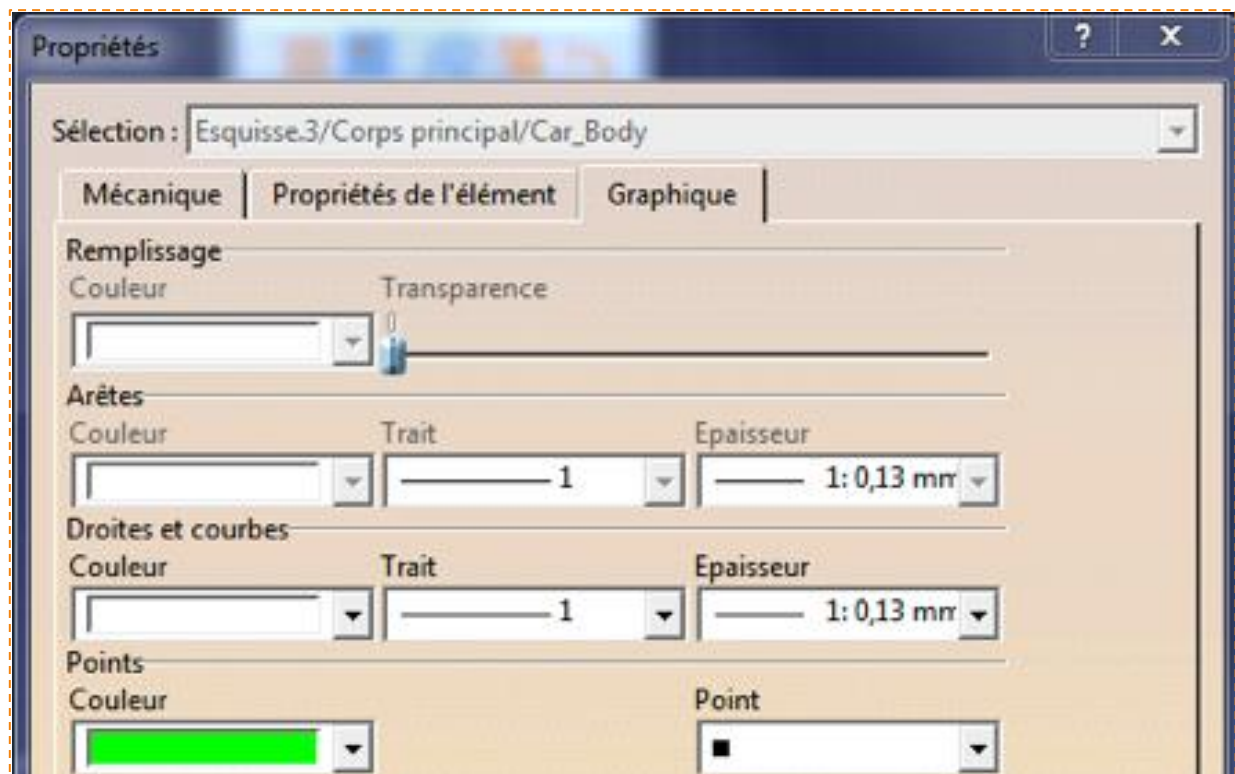 Propriétés ? X
Sélection : Esquisse.3/Corps principal/Car_Body
Mécanique Propriétés de l'élément Graphique
Remplissage
Couleur Transparence
Arêtes
Couleur Trait Epaisseur
1 1: 0,13 mm
Droites et courbes
Couleur Trait Epaisseur
1 1: 0,13 mm
Points
Couleur Point